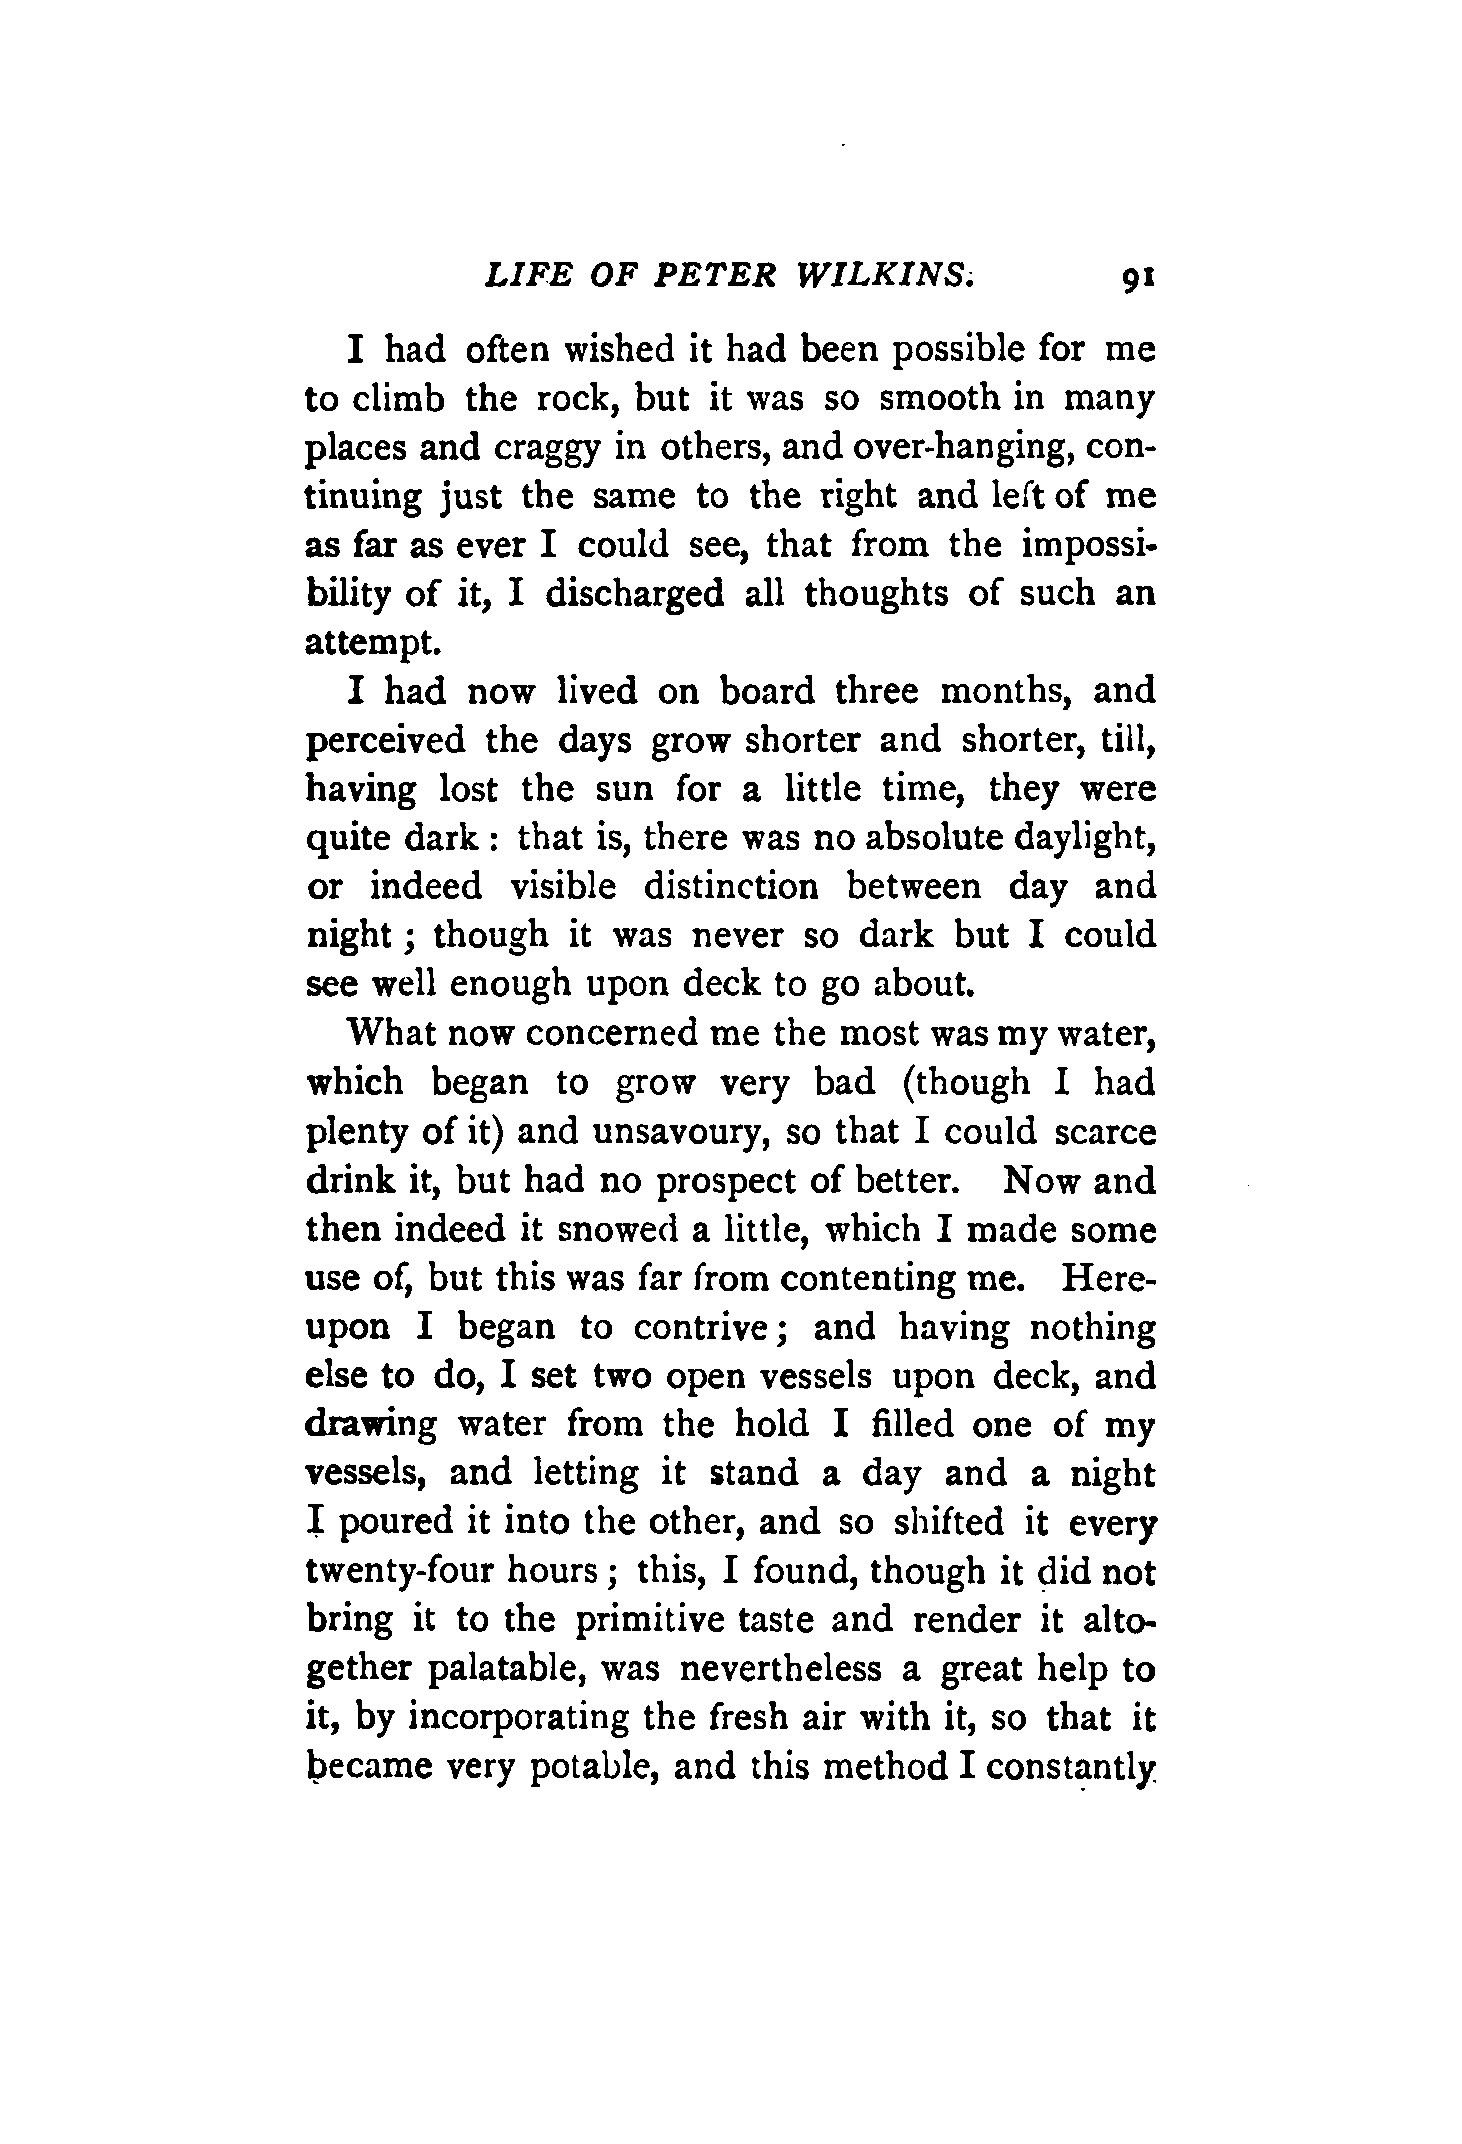 LIFE OF PETER WILKINS. 91
I had often wished it had been possible for me
to climb the rock, but it was so smooth in many
places and craggy in others, and over-hanging, con-
tinuing just the same to the right and left of me
as far as ever I could see, that from the impossi-
bility of it, I discharged all thoughts of such an
attempt.
I had now lived on board three months, and
perceived the days grow shorter and shorter, till,
having lost the sun for a little time, they were
quite dark : that is, there was no absolute daylight,
or indeed visible distinction between day and
night ; though it was never so dark but I could
see well enough upon deck to go about.
What now concerned me the most was my water,
which began to grow very bad (though I had
plenty of it) and unsavoury, so that I could scarce
drink it, but had no prospect of better. Now and
then indeed it snowed a little, which I made some
use of, but this was far from contenting me. Here-
upon I began to contrive ; and having nothing
else to do, I set two open vessels upon deck, and
drawing water from the hold I filled one of my
vessels, and letting it stand a day and a night
I poured it into the other, and so shifted it every
twenty-four hours ; this, I found, though it did not
bring it to the primitive taste and render it alto-
gether palatable, was nevertheless a great help to
it, by incorporating the fresh air with it, so that it
became very potable, and this method I constantly